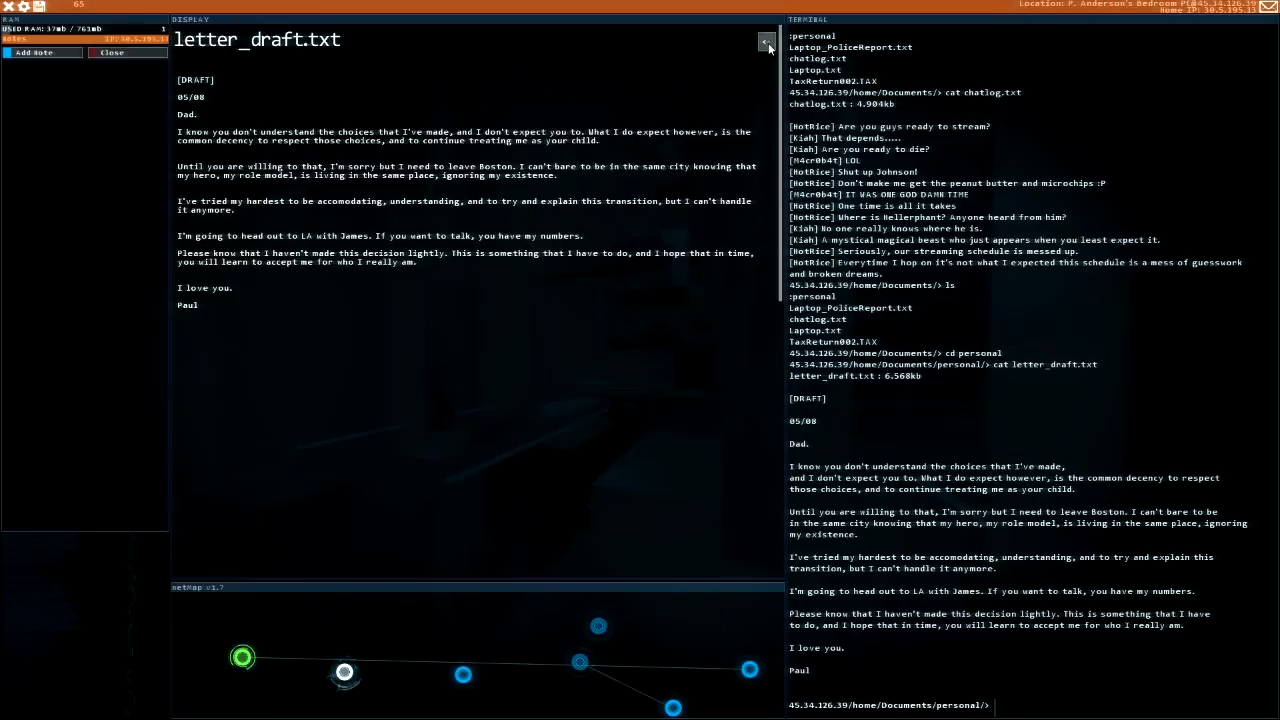 65
Location: P. Anderson's Bedroom PC@45.34.126.39
Home IP: 30.5.195.13
RAM
USED RAM: 37mb / 761mb 1
notes IP: 30.5.195.13
Add Note Close
DISPLAY
letter_draft.txt
<-
[DRAFT]
05/08
Dad.
I know you don't understand the choices that I've made, and I don't expect you to. What I do expect however, is the
common decency to respect those choices, and to continue treating me as your child.
Until you are willing to that, I'm sorry but I need to leave Boston. I can't bare to be in the same city knowing that
my hero, my role model, is living in the same place, ignoring my existence.
I've tried my hardest to be accomodating, understanding, and to try and explain this transition, but I can't handle
it anymore.
I'm going to head out to LA with James. If you want to talk, you have my numbers.
Please know that I haven't made this decision lightly. This is something that I have to do, and I hope that in time,
you will learn to accept me for who I really am.
I love you.
Paul
netMap v1.7
TERMINAL
:personal
Laptop_PoliceReport.txt
chatlog.txt
Laptop.txt
TaxReturn002.TAX
45.34.126.39/home/Documents/> cat chatlog.txt
chatlog.txt : 4.904kb
[HotRice] Are you guys ready to stream?
[Kiah] That depends.....
[Kiah] Are you ready to die?
[M4cr0b4t] LOL
[HotRice] Shut up Johnson!
[HotRice] Don't make me get the peanut butter and microchips :P
[M4cr0b4t] IT WAS ONE GOD DAMN TIME
[HotRice] One time is all it takes
[HotRice] Where is Hellerphant? Anyone heard from him?
[Kiah] No one really knows where he is.
[Kiah] A mystical magical beast who just appears when you least expect it.
[HotRice] Seriously, our streaming schedule is messed up.
[HotRice] Everytime I hop on it's not what I expected this schedule is a mess of guesswork
and broken dreams.
45.34.126.39/home/Documents/> ls
:personal
Laptop_PoliceReport.txt
chatlog.txt
Laptop.txt
TaxReturn002.TAX
45.34.126.39/home/Documents/> cd personal
45.34.126.39/home/Documents/personal/> cat letter_draft.txt
letter_draft.txt : 6.568kb
[DRAFT]
05/08
Dad.
I know you don't understand the choices that I've made,
and I don't expect you to. What I do expect however, is the common decency to respect
those choices, and to continue treating me as your child.
Until you are willing to that, I'm sorry but I need to leave Boston. I can't bare to be
in the same city knowing that my hero, my role model, is living in the same place, ignoring
my existence.
I've tried my hardest to be accomodating, understanding, and to try and explain this
transition, but I can't handle it anymore.
I'm going to head out to LA with James. If you want to talk, you have my numbers.
Please know that I haven't made this decision lightly. This is something that I have
to do, and I hope that in time, you will learn to accept me for who I really am.
I love you.
Paul
45.34.126.39/home/Documents/personal/>